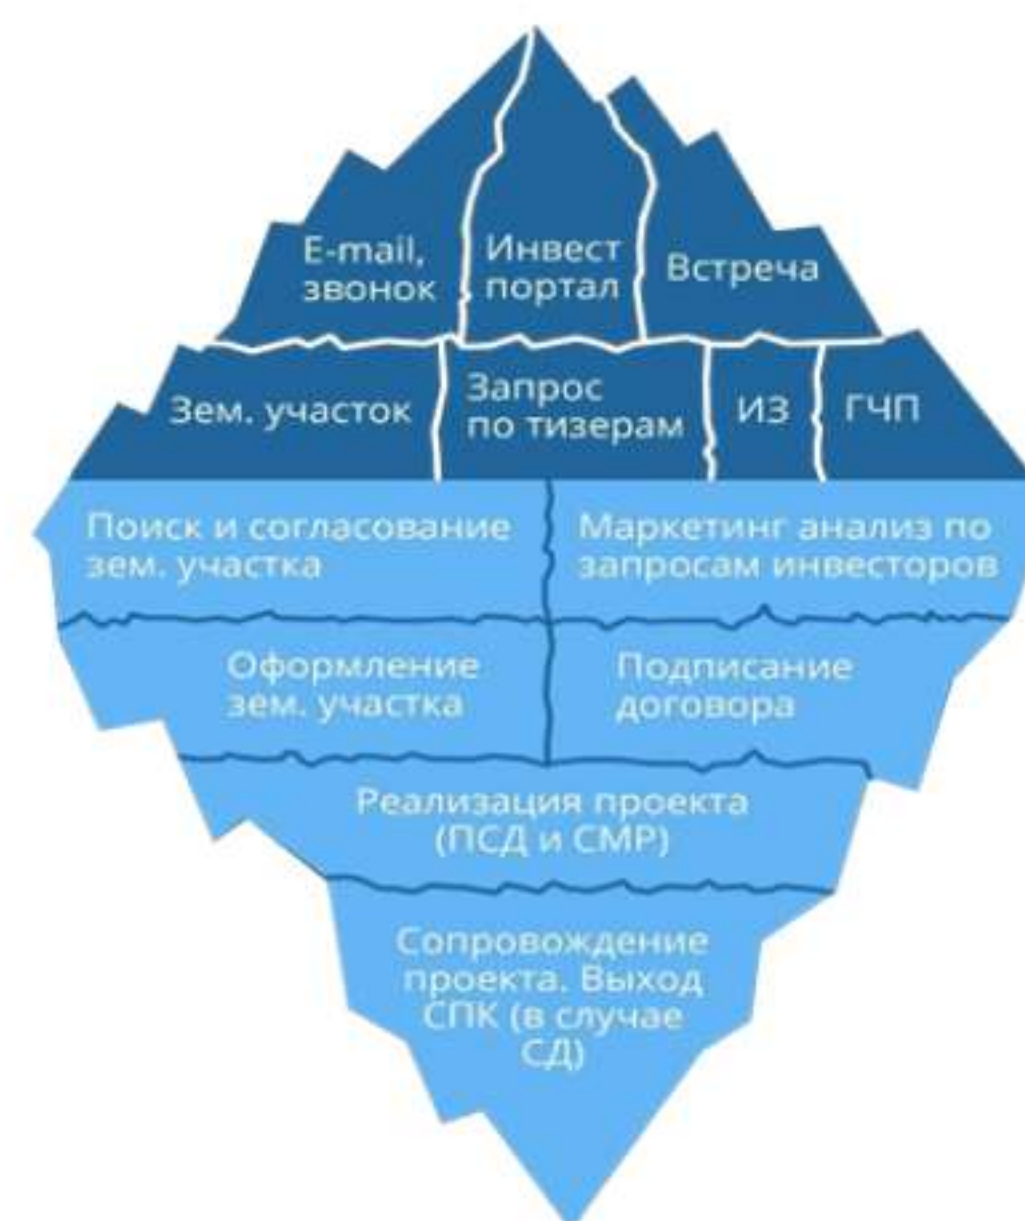 E-mail,
звонок
Инвест
портал
Встреча
Зем. участок
Запрос
по тизерам
ИЗ
ГЧП
Поиск и согласование
зем. участка
Маркетинг анализ по
запросам инвесторов
Оформление
зем. участка
Подписание
договора
Реализация проекта
(ПСД и СМР)
Сопровождение
проекта. Выход
СПК (в случае
СД)